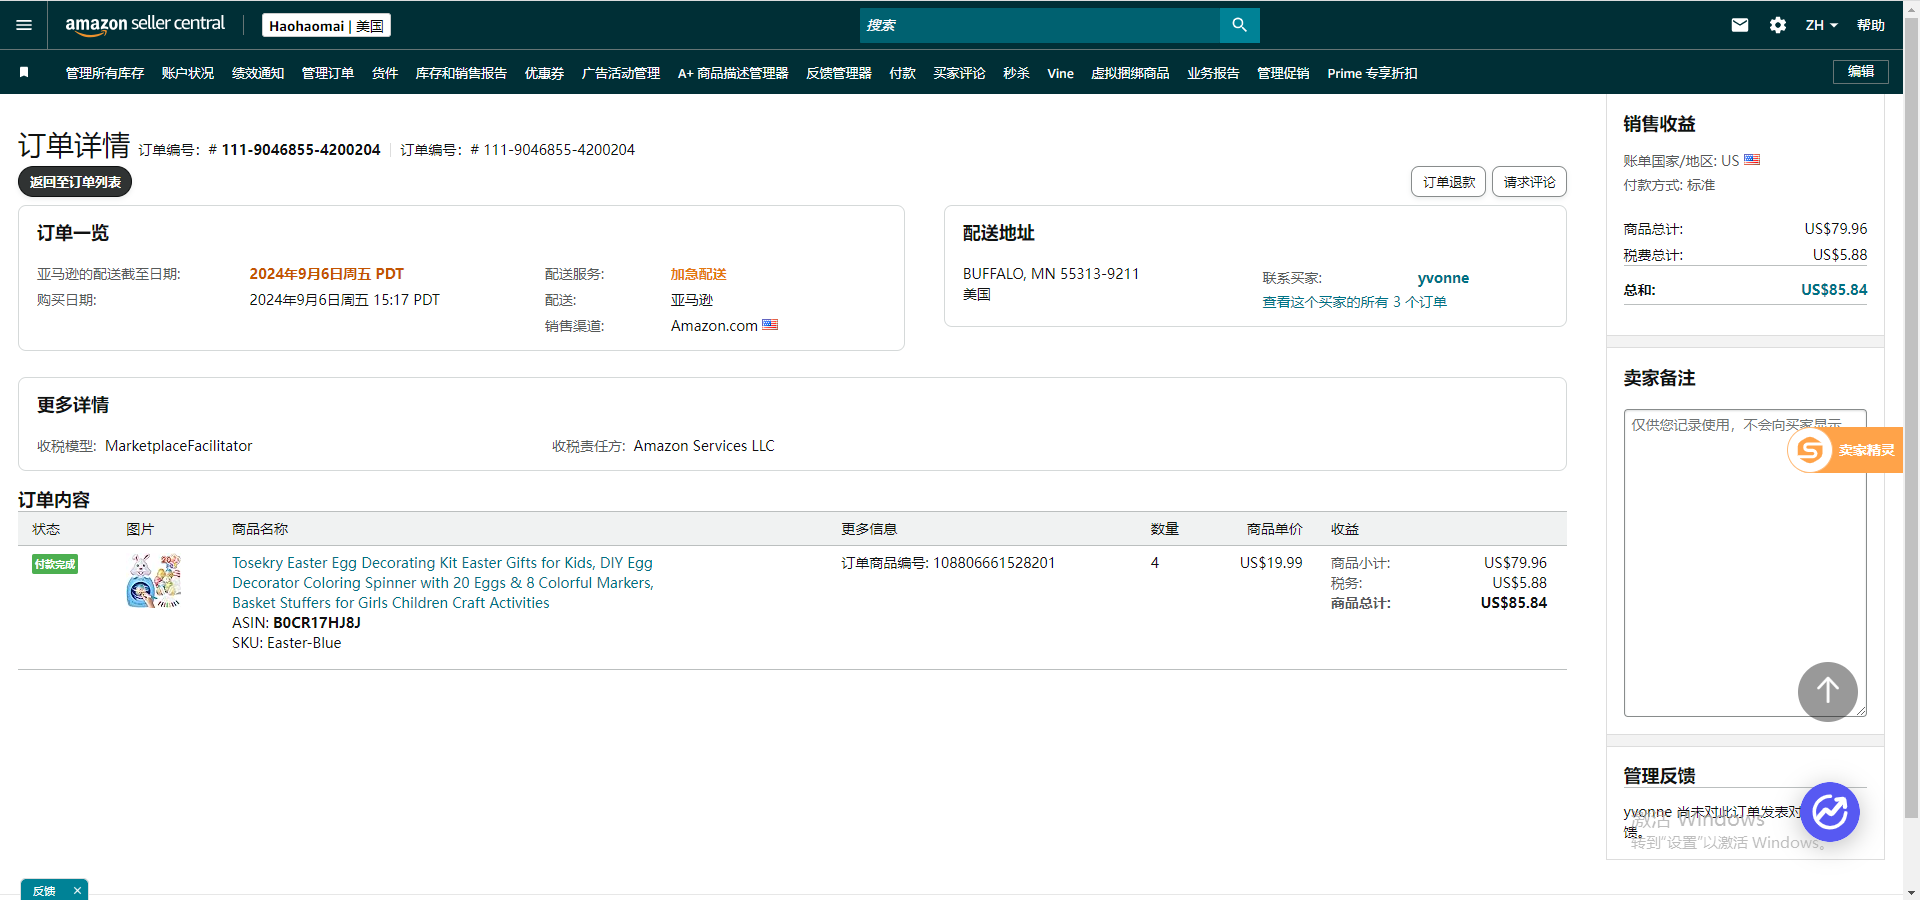 amazon seller central
Haohaomai | 美国
搜索
ZH
帮助
管理所有库存 账户状况 绩效通知 管理订单 货件 库存和销售报告 优惠券 广告活动管理 A+ 商品描述管理器 反馈管理器 付款 买家评论 秒杀 Vine 虚拟捆绑商品 业务报告 管理促销 Prime 专享折扣
编辑
订单详情 订单编号：# 111-9046855-4200204 订单编号：# 111-9046855-4200204
返回至订单列表
订单退款
请求评论
订单一览
亚马逊的配送截至日期: 2024年9月6日周五 PDT
购买日期: 2024年9月6日周五 15:17 PDT
配送服务: 加急配送
配送: 亚马逊
销售渠道: Amazon.com
配送地址
BUFFALO, MN 55313-9211
美国
联系买家: yvonne
查看这个买家的所有 3 个订单
更多详情
收税模型: MarketplaceFacilitator
收税责任方: Amazon Services LLC
订单内容
状态 图片 商品名称 更多信息 数量 商品单价 收益
付款完成
Tosekry Easter Egg Decorating Kit Easter Gifts for Kids, DIY Egg
Decorator Coloring Spinner with 20 Eggs & 8 Colorful Markers,
Basket Stuffers for Girls Children Craft Activities
ASIN: B0CR17HJ8J
SKU: Easter-Blue
订单商品编号: 108806661528201
4
US$19.99
商品小计: US$79.96
税务: US$5.88
商品总计: US$85.84
销售收益
账单国家/地区: US
付款方式: 标准
商品总计: US$79.96
税费总计: US$5.88
总和: US$85.84
卖家备注
仅供您记录使用，不会向买家显示
卖家精灵
管理反馈
yvonne 尚未对此订单发表对
馈。
激活 Windows
转到"设置"以激活 Windows。
反馈